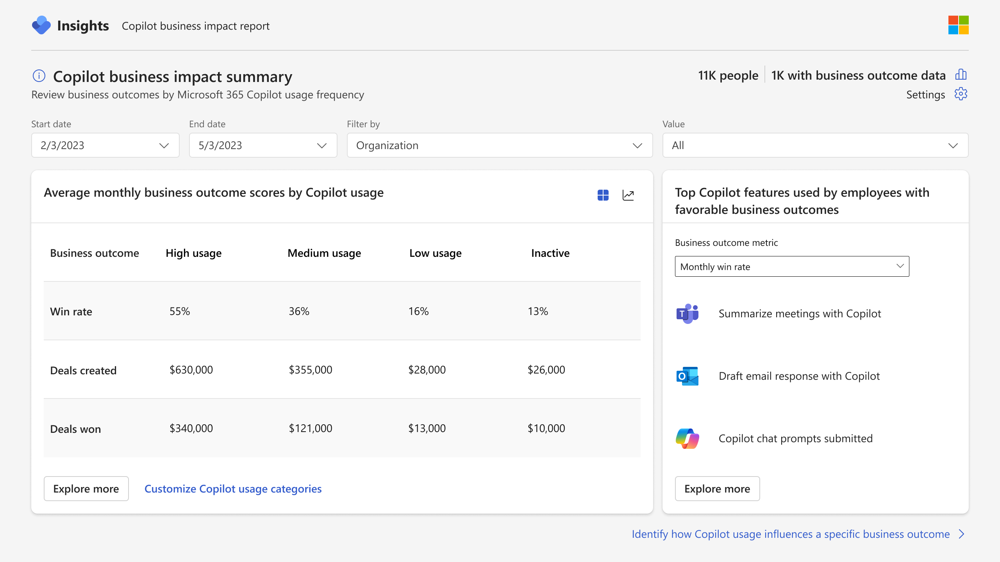 Insights Copilot business impact report
Copilot business impact summary
Review business outcomes by Microsoft 365 Copilot usage frequency
11K people 1K with business outcome data
Settings
Start date End date Filter by Value
2/3/2023 5/3/2023 Organization All
Average monthly business outcome scores by Copilot usage
Business outcome High usage Medium usage Low usage Inactive
Win rate 55% 36% 16% 13%
Deals created $630,000 $355,000 $28,000 $26,000
Deals won $340,000 $121,000 $13,000 $10,000
Explore more Customize Copilot usage categories
Top Copilot features used by employees with
favorable business outcomes
Business outcome metric
Monthly win rate
T Summarize meetings with Copilot
O Draft email response with Copilot
Copilot chat prompts submitted
Explore more
Identify how Copilot usage influences a specific business outcome